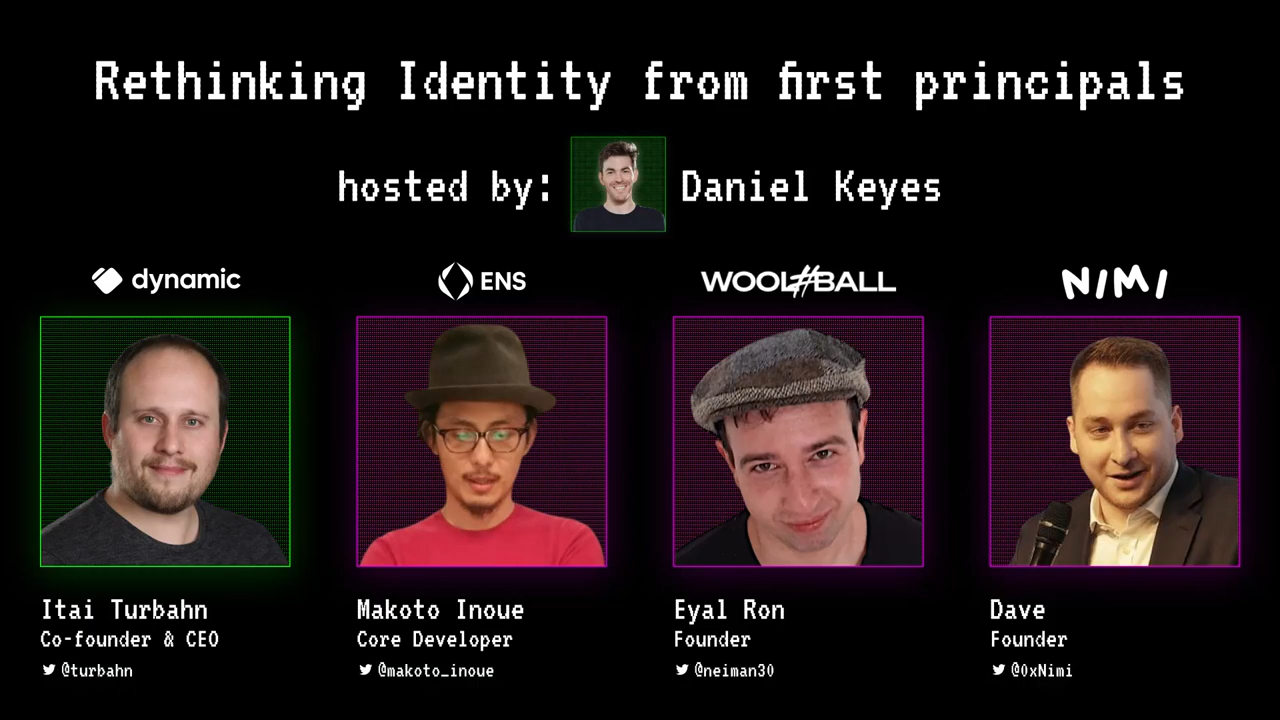 Rethinking Identity from first principals
hosted by: Daniel Keyes
dynamic
ENS
WOOL#BALL
NIMI
Itai Turbahn
Co-founder & CEO
@turbahn
Makoto Inoue
Core Developer
@makoto_inoue
Eyal Ron
Founder
@neiman30
Dave
Founder
@0xNimi